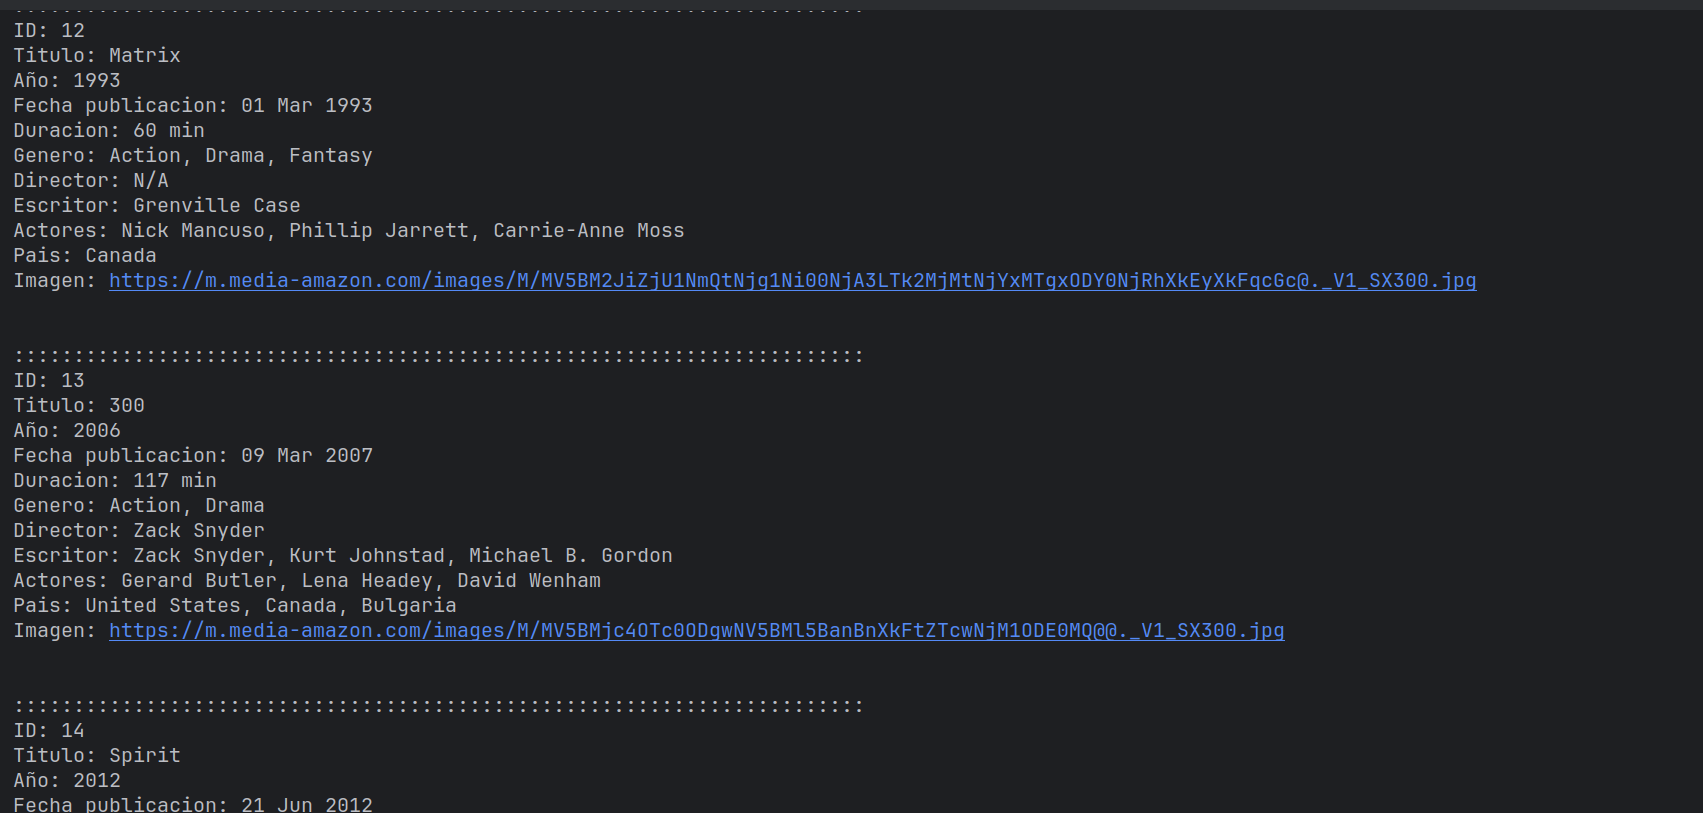 ID: 12
Titulo: Matrix
Año: 1993
Fecha publicacion: 01 Mar 1993
Duracion: 60 min
Genero: Action, Drama, Fantasy
Director: N/A
Escritor: Grenville Case
Actores: Nick Mancuso, Phillip Jarrett, Carrie-Anne Moss
Pais: Canada
Imagen: https://m.media-amazon.com/images/M/MV5BM2JiZjU1NmQtNjg1Ni00NjA3LTk2MjMtNjYxMTgxODY0NjRhXkEyXkFqcGc@._V1_SX300.jpg
:::::::::::::::::::::::::::::::::::::::::::::::::::::::::::::::::::::::
ID: 13
Titulo: 300
Año: 2006
Fecha publicacion: 09 Mar 2007
Duracion: 117 min
Genero: Action, Drama
Director: Zack Snyder
Escritor: Zack Snyder, Kurt Johnstad, Michael B. Gordon
Actores: Gerard Butler, Lena Headey, David Wenham
Pais: United States, Canada, Bulgaria
Imagen: https://m.media-amazon.com/images/M/MV5BMjc4OTc0ODgwNV5BMl5BanBnXkFtZTcwNjM1ODE0MQ@@._V1_SX300.jpg
:::::::::::::::::::::::::::::::::::::::::::::::::::::::::::::::::::::::
ID: 14
Titulo: Spirit
Año: 2012
Fecha publicacion: 21 Jun 2012